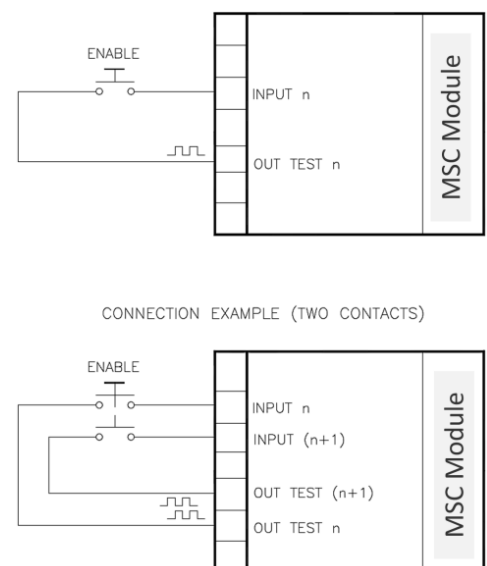 ENABLE
INPUT n
OUT TEST n
MSC Module
CONNECTION EXAMPLE (TWO CONTACTS)
ENABLE
INPUT n
INPUT (n+1)
OUT TEST (n+1)
OUT TEST n
MSC Module